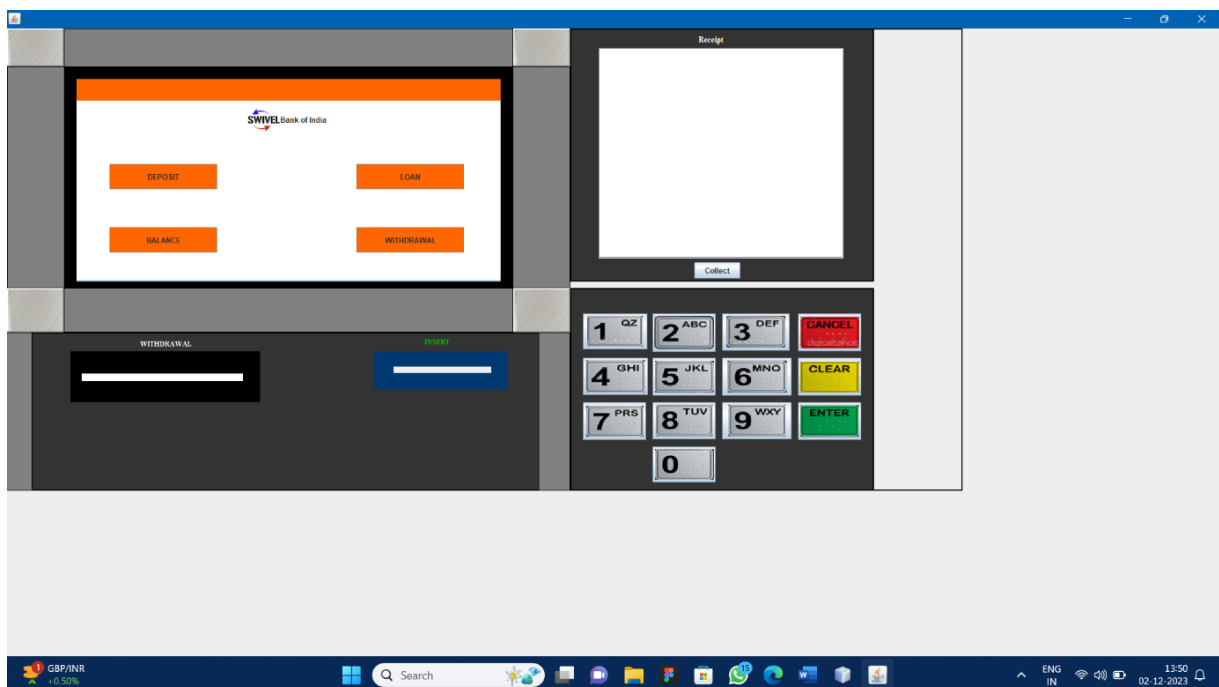 Receipt
SWIVEL Bank of India
DEPOSIT
LOAN
BALANCE
WITHDRAWAL
Collect
WITHDRAWAL
INSERT
1 QZ
2 ABC
3 DEF
CANCEL
4 GHI
5 JKL
6 MNO
CLEAR
7 PRS
8 TUV
9 WXY
ENTER
0
GBP/INR
+0.50%
1
Search
15
ENG
IN
13:50
02-12-2023